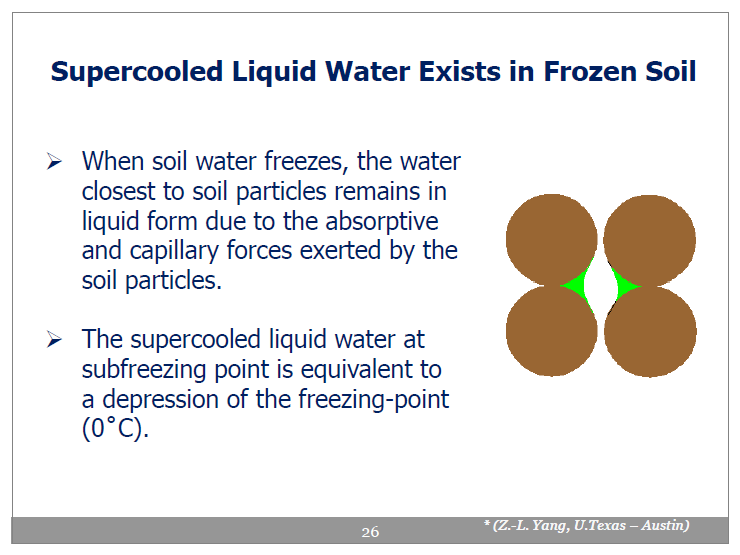 Supercooled Liquid Water Exists in Frozen Soil
➢ When soil water freezes, the water
closest to soil particles remains in
liquid form due to the absorptive
and capillary forces exerted by the
soil particles.
➢ The supercooled liquid water at
subfreezing point is equivalent to
a depression of the freezing-point
(0˚C).
26
* (Z.-L. Yang, U.Texas – Austin)